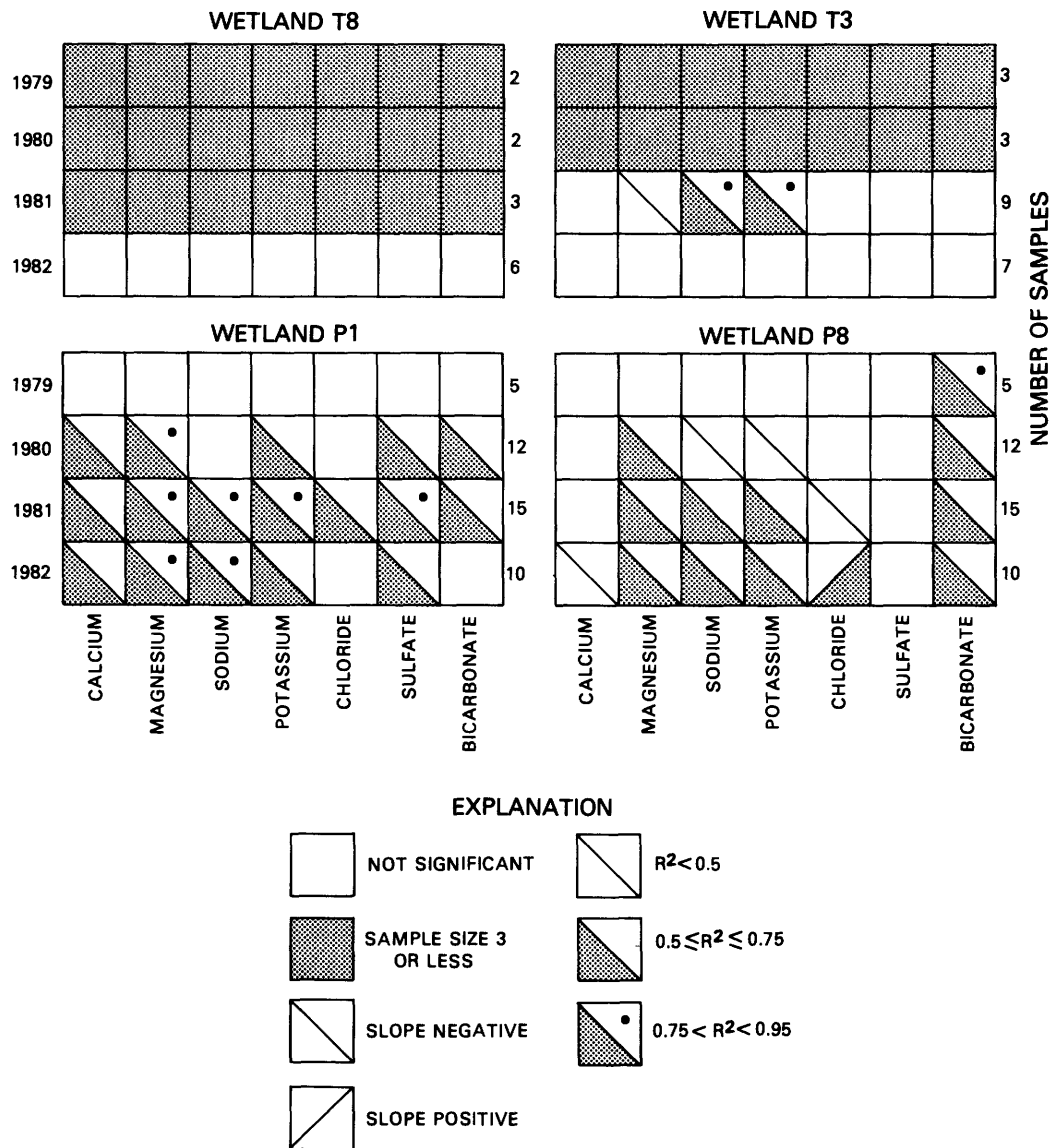 WETLAND T8
WETLAND T3
1979
2
3
1980
2
3
1981
3
9
1982
6
7
NUMBER OF SAMPLES
WETLAND P1
WETLAND P8
1979
5
5
1980
12
12
1981
15
15
1982
10
10
CALCIUM
MAGNESIUM
SODIUM
POTASSIUM
CHLORIDE
SULFATE
BICARBONATE
CALCIUM
MAGNESIUM
SODIUM
POTASSIUM
CHLORIDE
SULFATE
BICARBONATE
EXPLANATION
NOT SIGNIFICANT
R² < 0.5
SAMPLE SIZE 3
OR LESS
0.5 ≤ R² ≤ 0.75
SLOPE NEGATIVE
0.75 < R² < 0.95
SLOPE POSITIVE